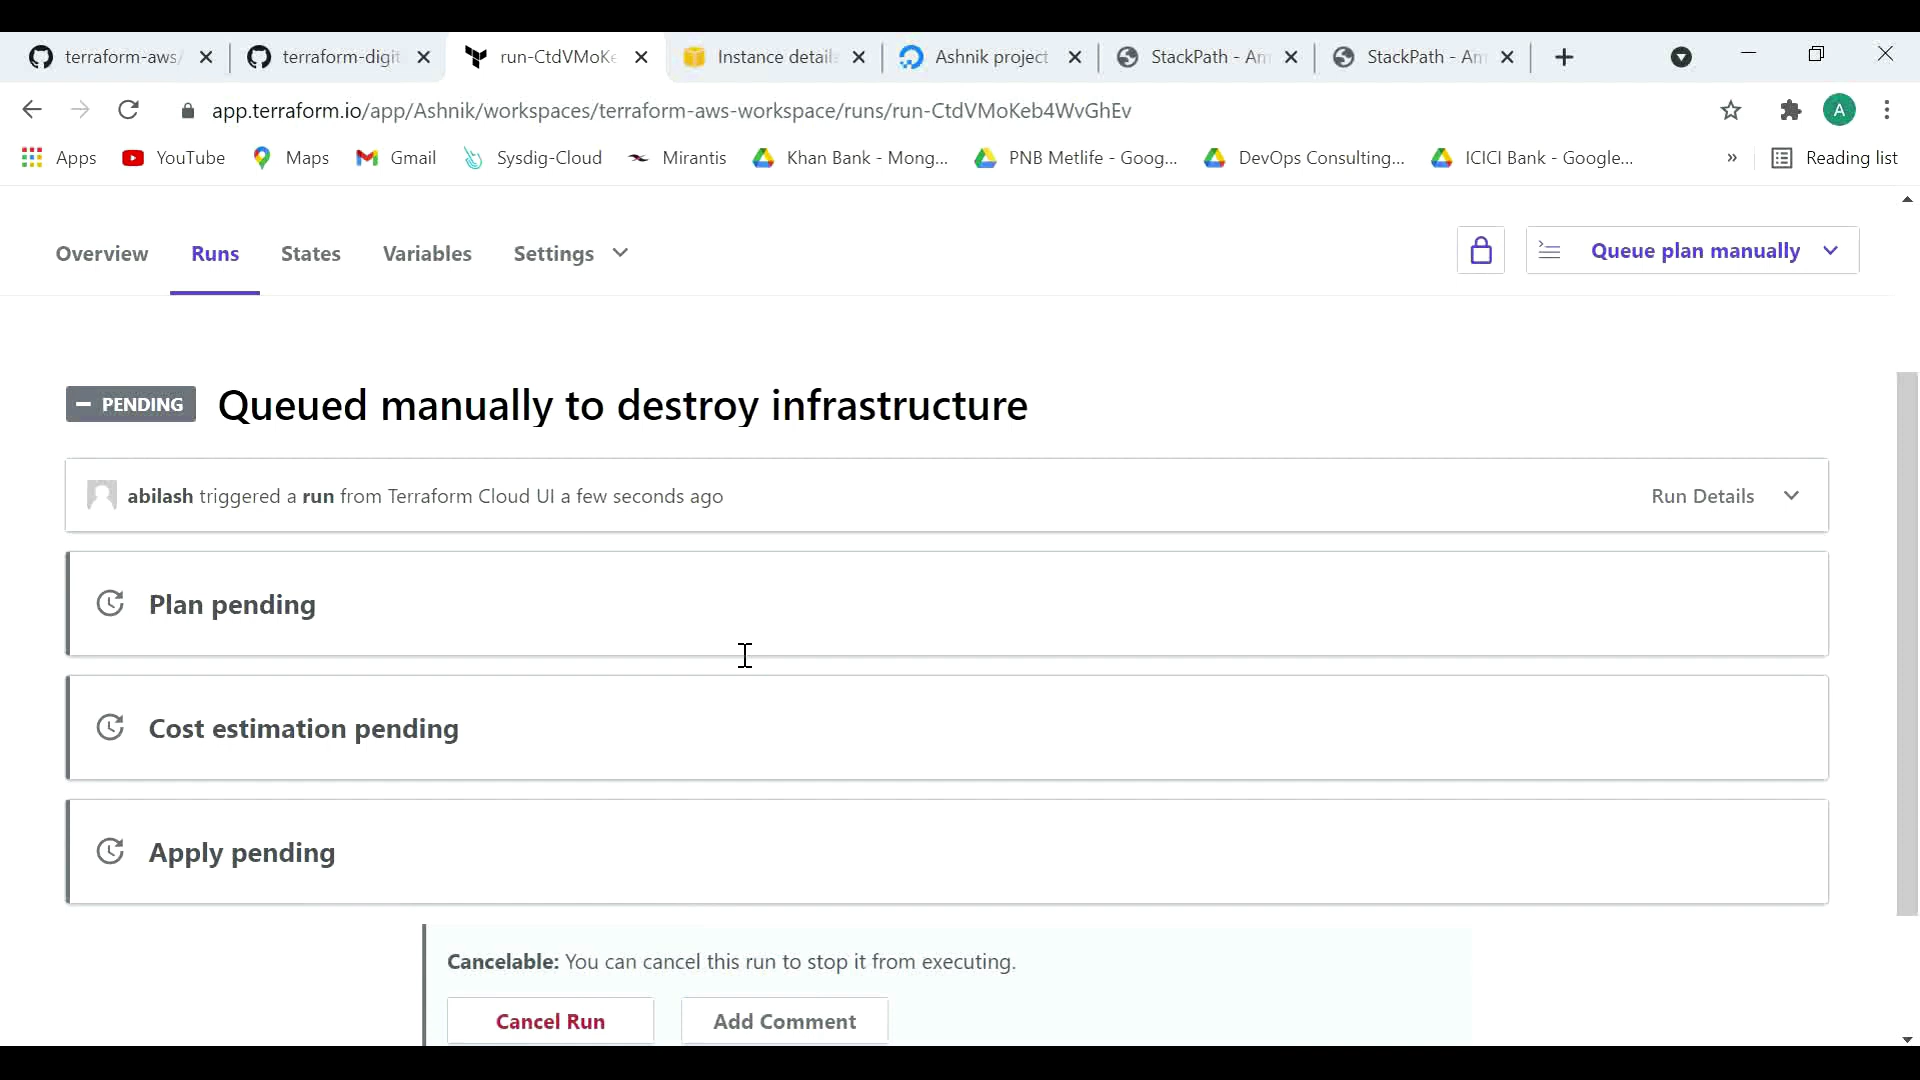 terraform-aws/
terraform-digit
run-CtdVMoKe
Instance details
Ashnik project
StackPath - Am
StackPath - Am
app.terraform.io/app/Ashnik/workspaces/terraform-aws-workspace/runs/run-CtdVMoKeb4WvGhEv
A
Apps
YouTube
Maps
Gmail
Sysdig-Cloud
Mirantis
Khan Bank - Mong...
PNB Metlife - Goog...
DevOps Consulting...
ICICI Bank - Google...
»
Reading list
Overview
Runs
States
Variables
Settings
Queue plan manually
PENDING
Queued manually to destroy infrastructure
abilash triggered a run from Terraform Cloud UI a few seconds ago
Run Details
Plan pending
Cost estimation pending
Apply pending
Cancelable: You can cancel this run to stop it from executing.
Cancel Run
Add Comment